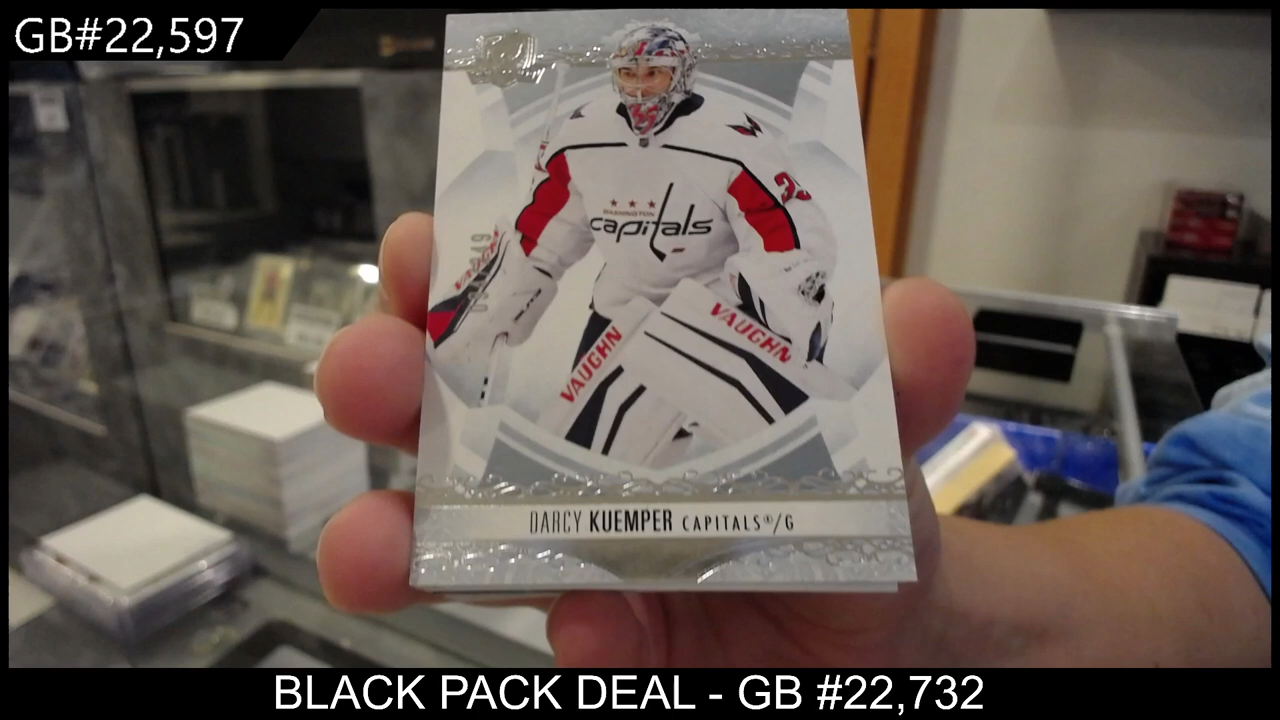 GB#22,597
WASHINGTON
capitals
VAUGHN
VAUGHN
DARCY KUEMPER CAPITALS®/G
BLACK PACK DEAL - GB #22,732